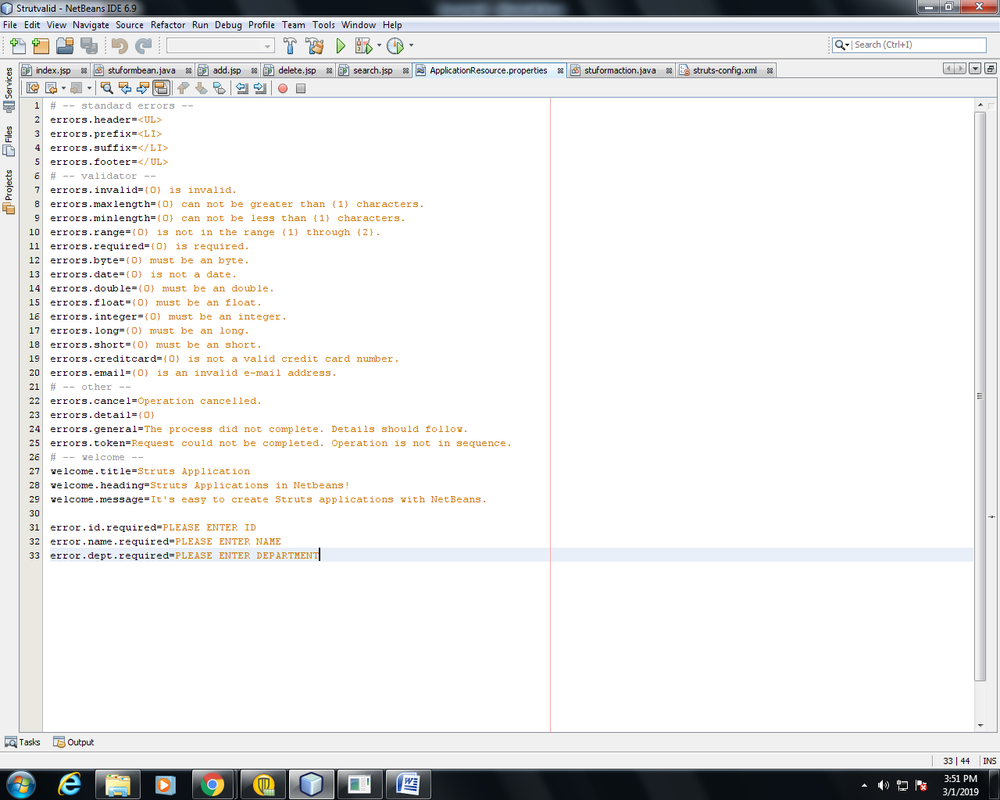 Strutvalid - NetBeans IDE 6.9
File Edit View Navigate Source Refactor Run Debug Profile Team Tools Window Help
Search (Ctrl+I)
index.jsp stuformbean.java add.jsp delete.jsp search.jsp ApplicationResource.properties stuformaction.java struts-config.xml
Services
Files
Projects
1 # -- standard errors --
2 errors.header=<UL>
3 errors.prefix=<LI>
4 errors.suffix=</LI>
5 errors.footer=</UL>
6 # -- validator --
7 errors.invalid={0} is invalid.
8 errors.maxlength={0} can not be greater than {1} characters.
9 errors.minlength={0} can not be less than {1} characters.
10 errors.range={0} is not in the range {1} through {2}.
11 errors.required={0} is required.
12 errors.byte={0} must be an byte.
13 errors.date={0} is not a date.
14 errors.double={0} must be an double.
15 errors.float={0} must be an float.
16 errors.integer={0} must be an integer.
17 errors.long={0} must be an long.
18 errors.short={0} must be an short.
19 errors.creditcard={0} is not a valid credit card number.
20 errors.email={0} is an invalid e-mail address.
21 # -- other --
22 errors.cancel=Operation cancelled.
23 errors.detail={0}
24 errors.general=The process did not complete. Details should follow.
25 errors.token=Request could not be completed. Operation is not in sequence.
26 # -- welcome --
27 welcome.title=Struts Application
28 welcome.heading=Struts Applications in Netbeans!
29 welcome.message=It's easy to create Struts applications with NetBeans.
30
31 error.id.required=PLEASE ENTER ID
32 error.name.required=PLEASE ENTER NAME
33 error.dept.required=PLEASE ENTER DEPARTMENT
Tasks Output
33 | 44 INS
3:51 PM
3/1/2019